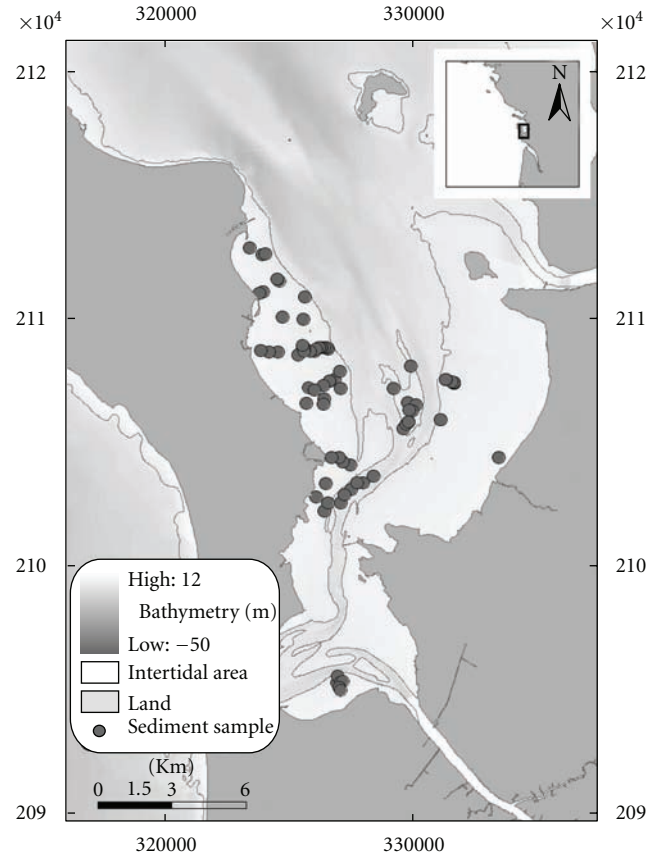 ×10⁴ 320000 330000 ×10⁴
212 212
N
211 211
210 210
High: 12
Bathymetry (m)
Low: −50
Intertidal area
Land
Sediment sample
(Km)
0 1.5 3 6
209 209
320000 330000